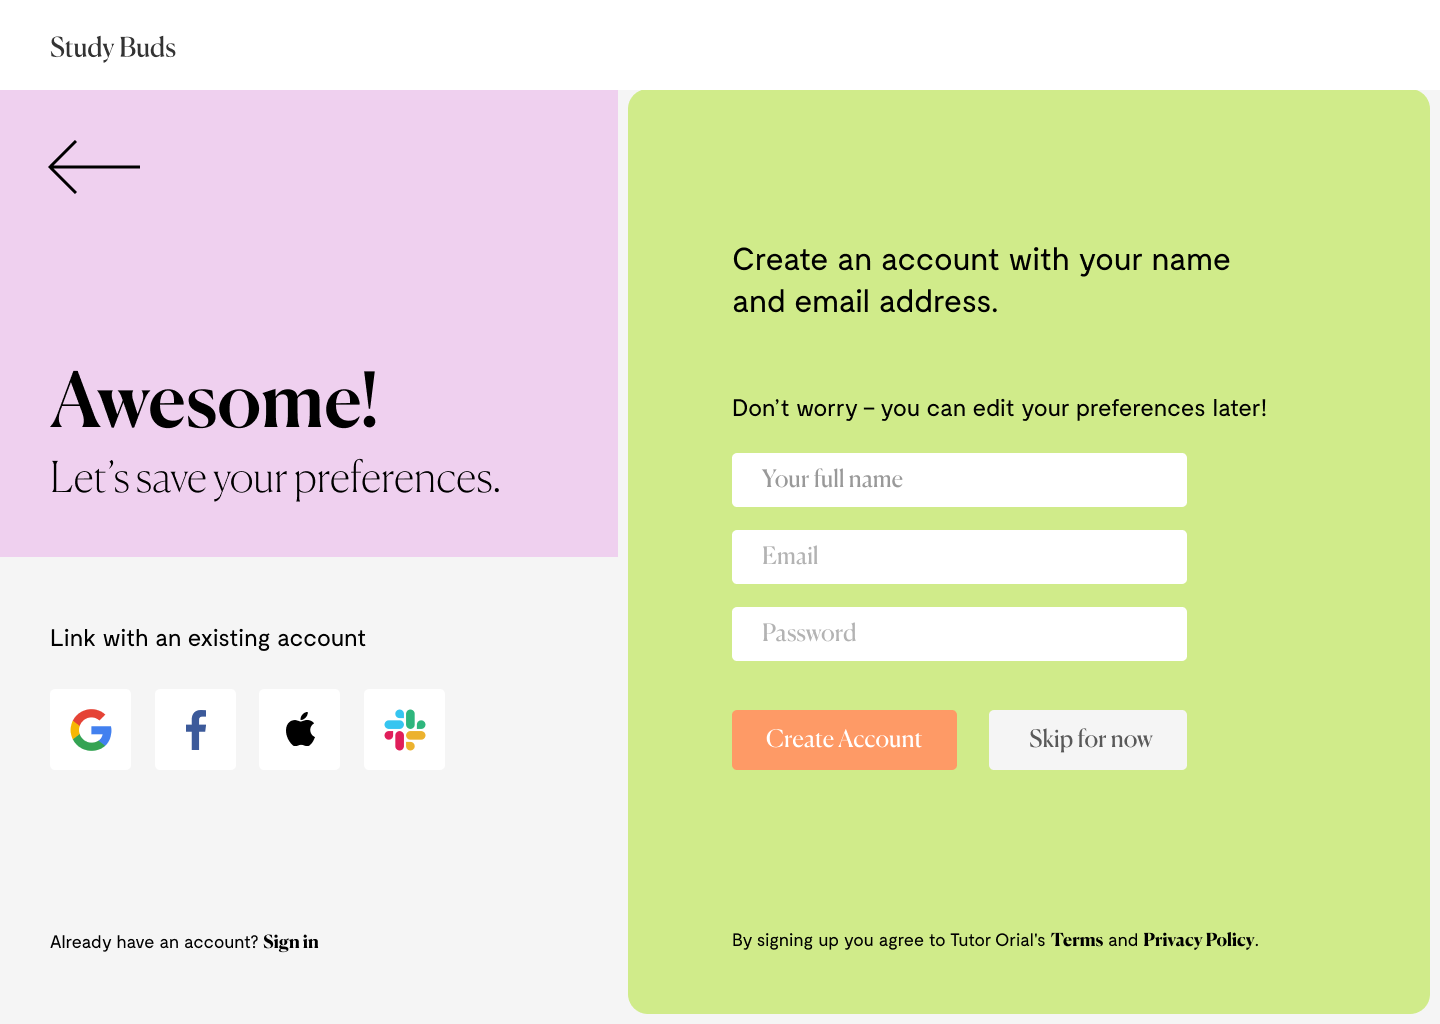 Study Buds
Awesome!
Let’s save your preferences.
Link with an existing account
Already have an account? Sign in
Create an account with your name
and email address.
Don’t worry – you can edit your preferences later!
Your full name
Email
Password
Create Account
Skip for now
By signing up you agree to Tutor Orial's Terms and Privacy Policy.